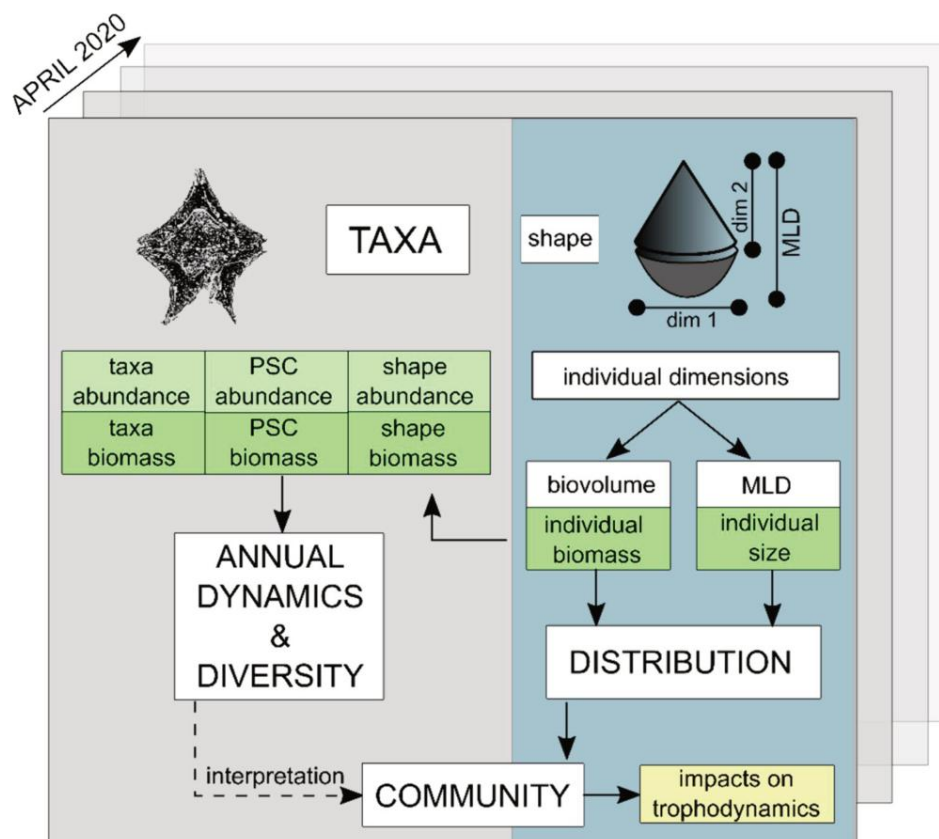 APRIL 2020
TAXA
shape
dim 2
MLD
dim 1
taxa
abundance
PSC
abundance
shape
abundance
taxa
biomass
PSC
biomass
shape
biomass
individual dimensions
biovolume
individual
biomass
MLD
individual
size
ANNUAL
DYNAMICS
&
DIVERSITY
DISTRIBUTION
interpretation
COMMUNITY
impacts on
trophodynamics